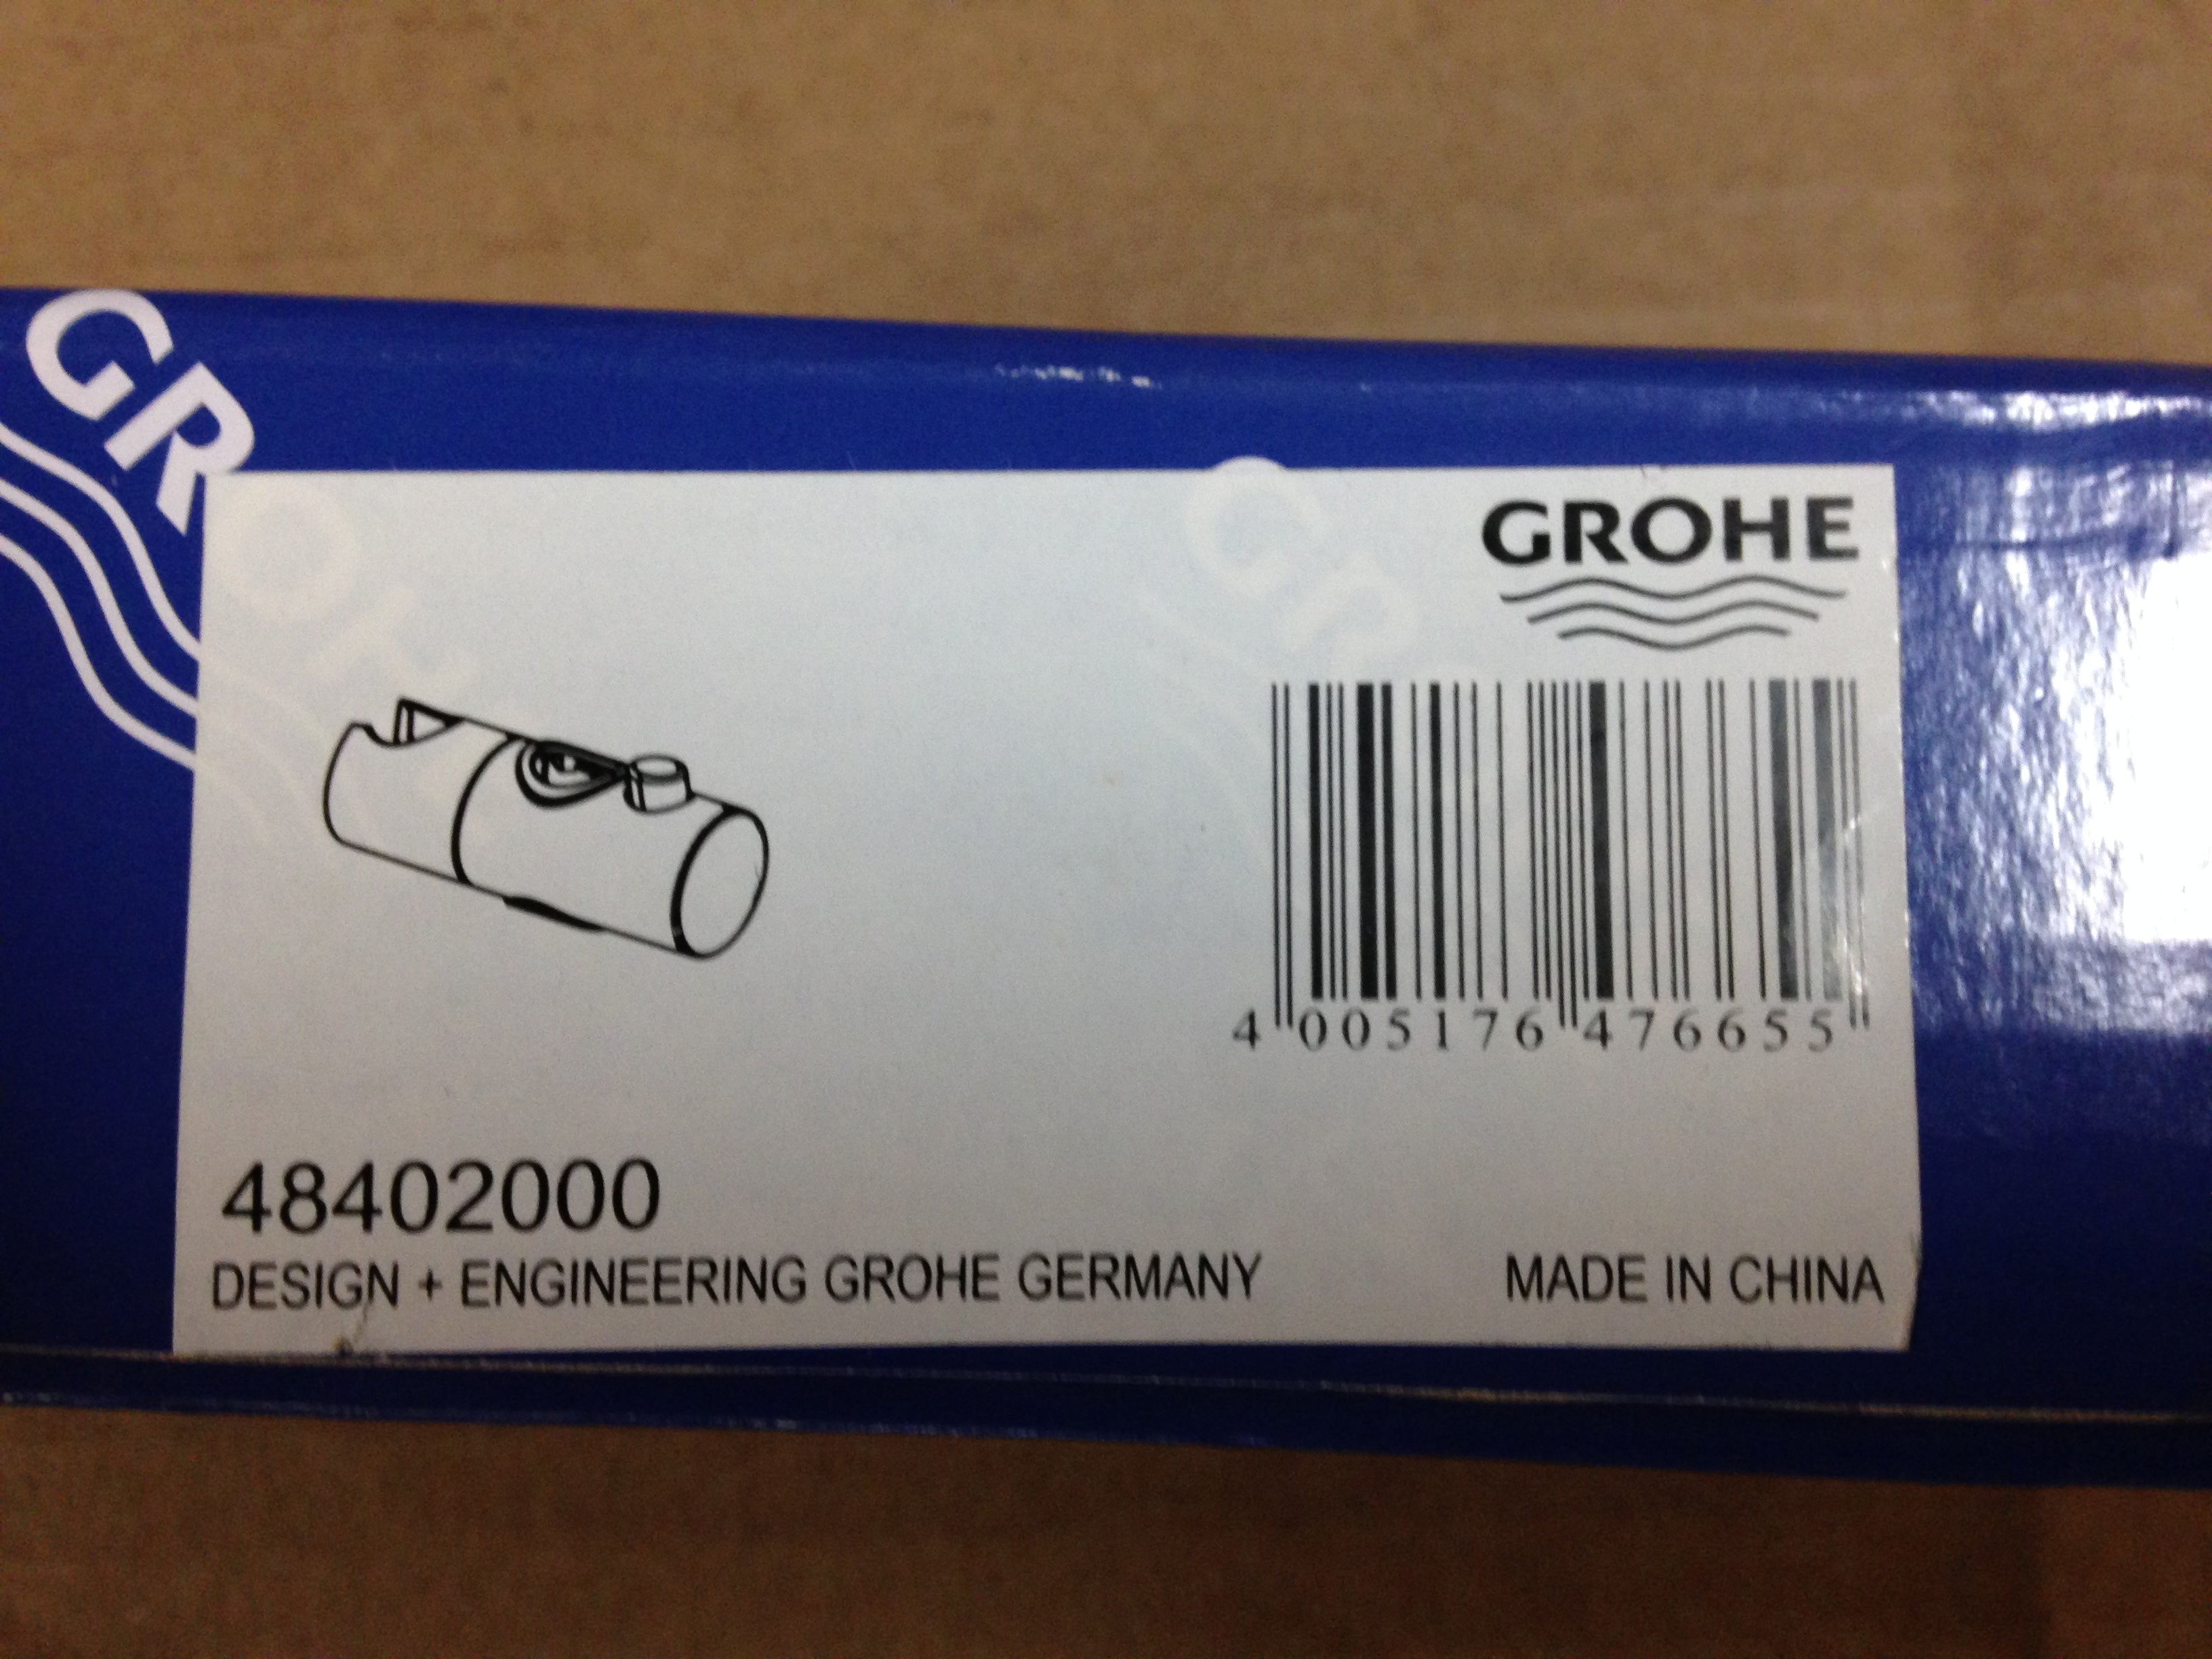 GR
GROHE
4 005176 476655
48402000
DESIGN + ENGINEERING GROHE GERMANY
MADE IN CHINA